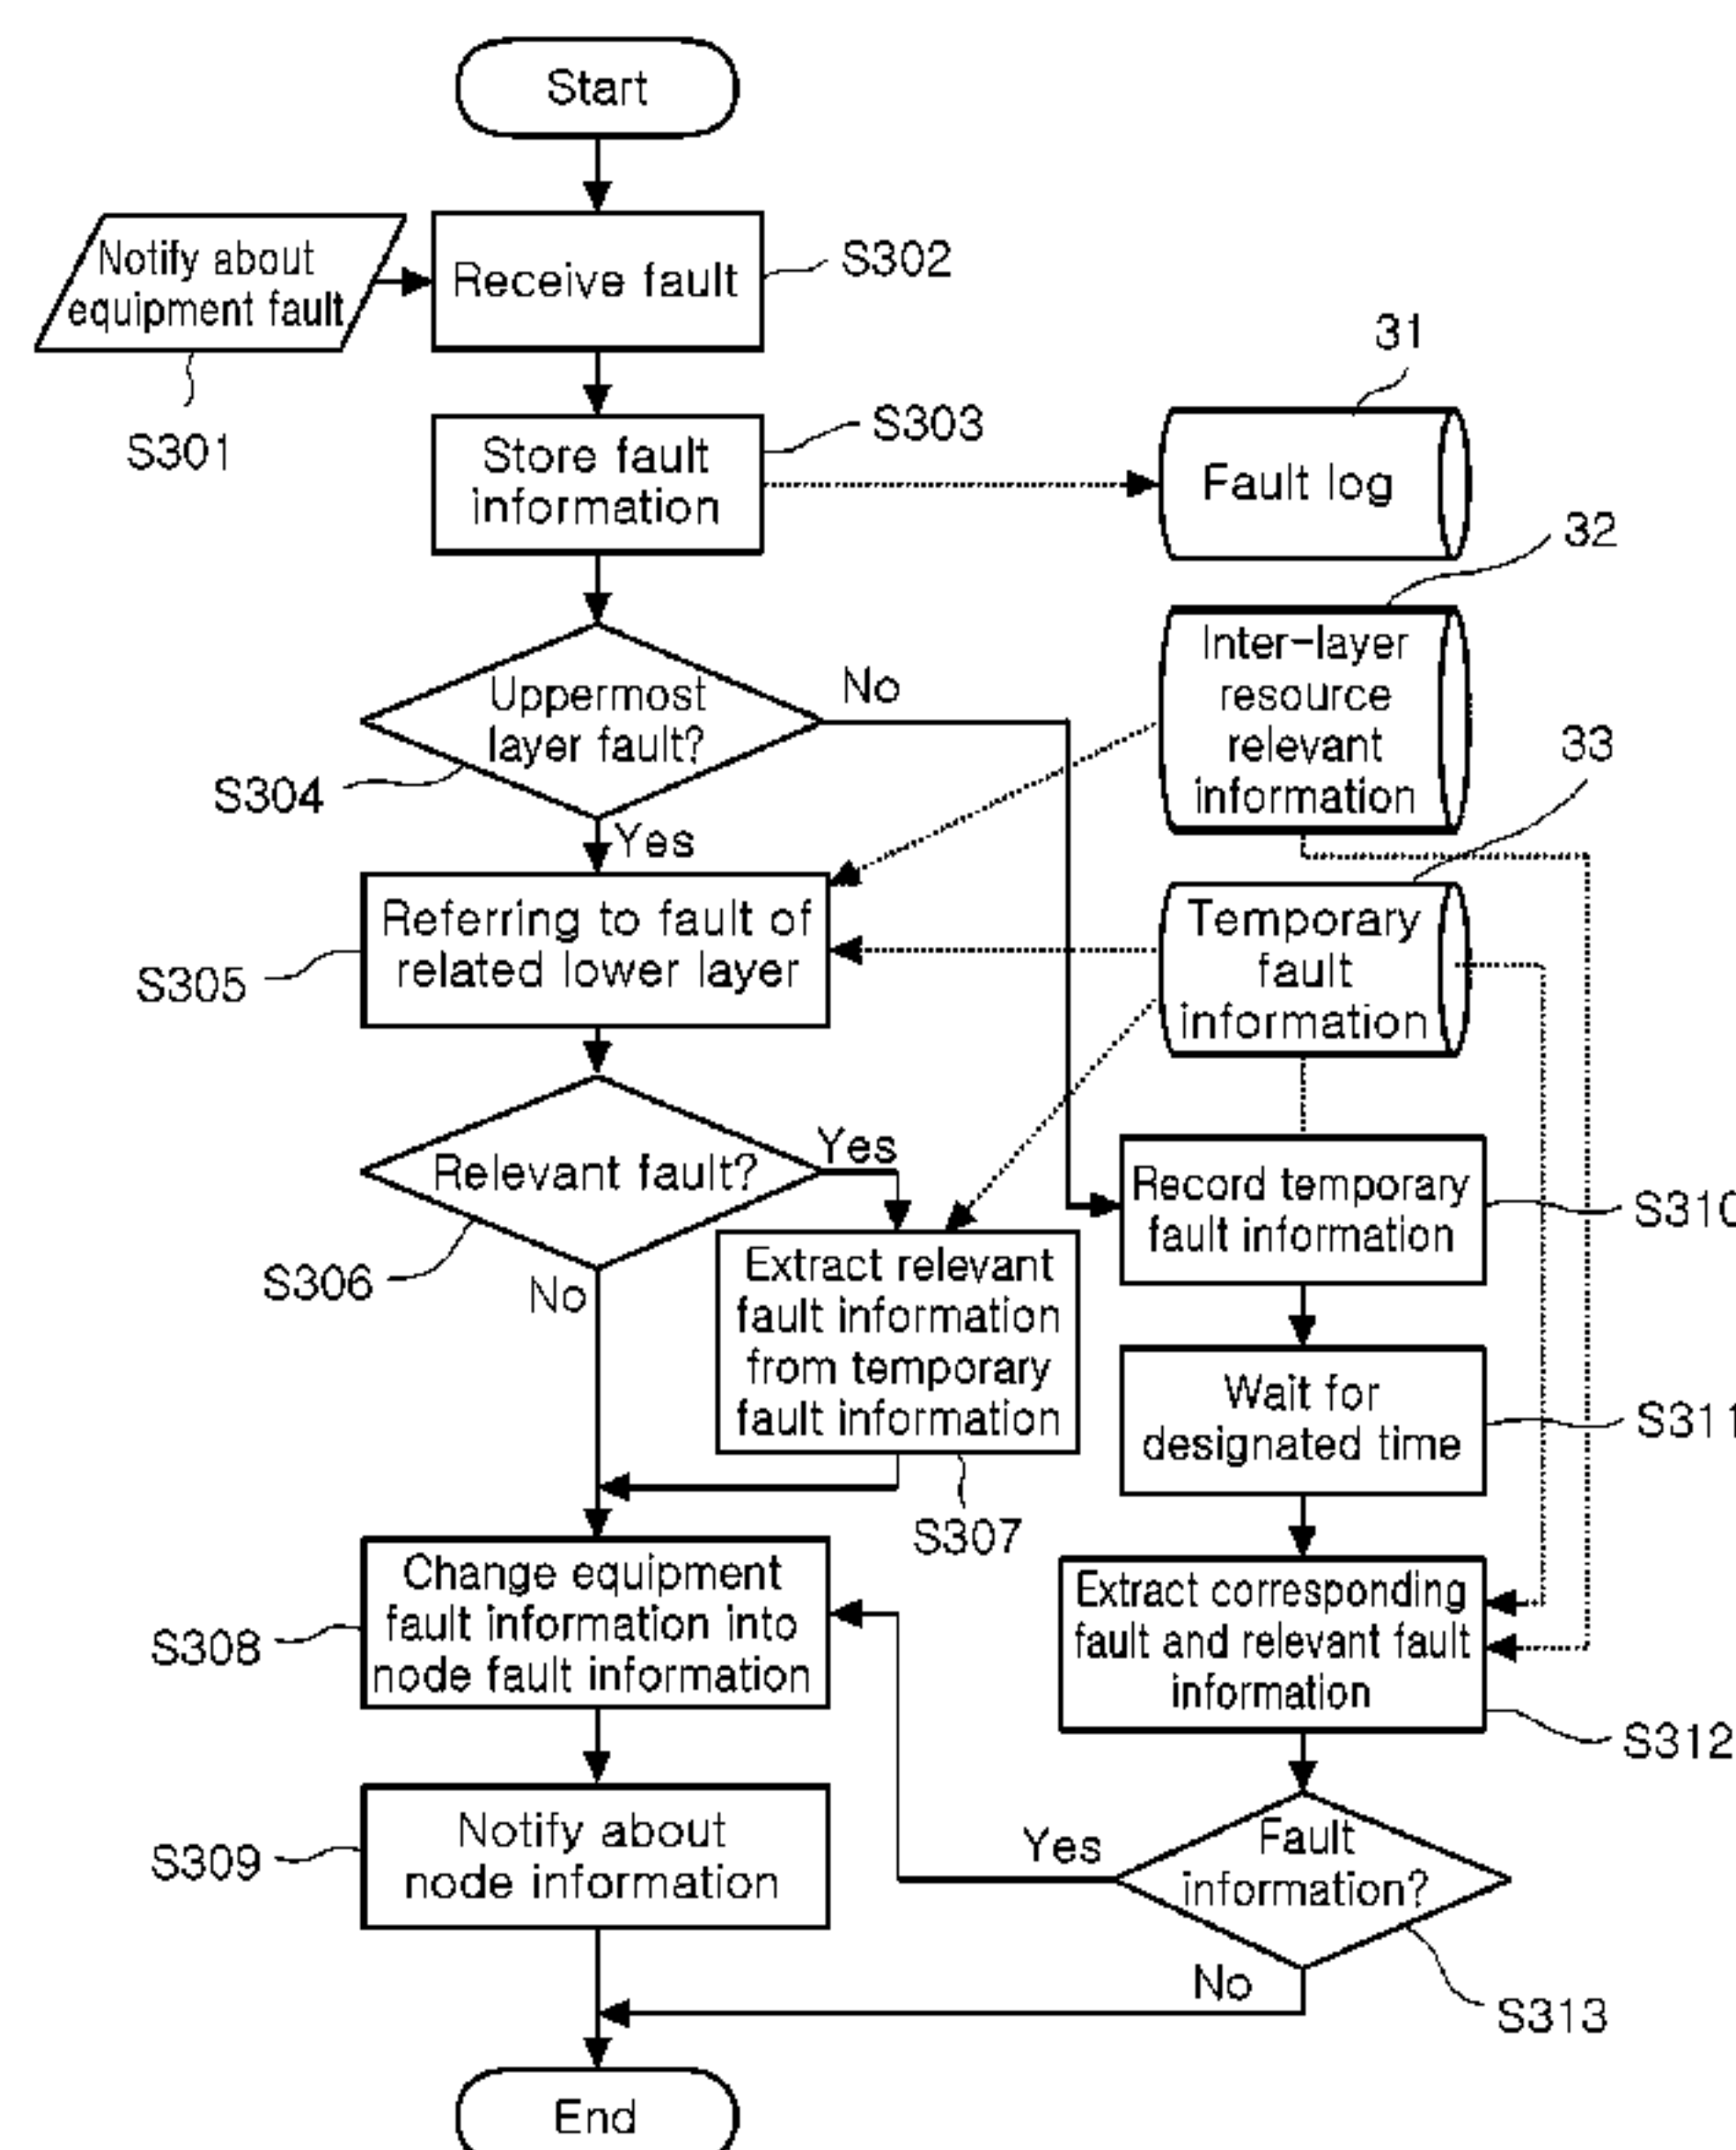 Start
Notify about
equipment fault
S301
Receive fault
S302
Store fault
information
S303
31
Fault log
32
Inter-layer
resource
relevant
information
Uppermost
layer fault?
No
S304
Yes
33
Temporary
fault
information
Referring to fault of
related lower layer
S305
Relevant fault?
Yes
S306
No
Extract relevant
fault information
from temporary
fault information
S307
Record temporary
fault information
S310
Wait for
designated time
S311
Change equipment
fault information into
node fault information
S308
Extract corresponding
fault and relevant fault
information
S312
Notify about
node information
S309
Fault
information?
Yes
No
S313
End